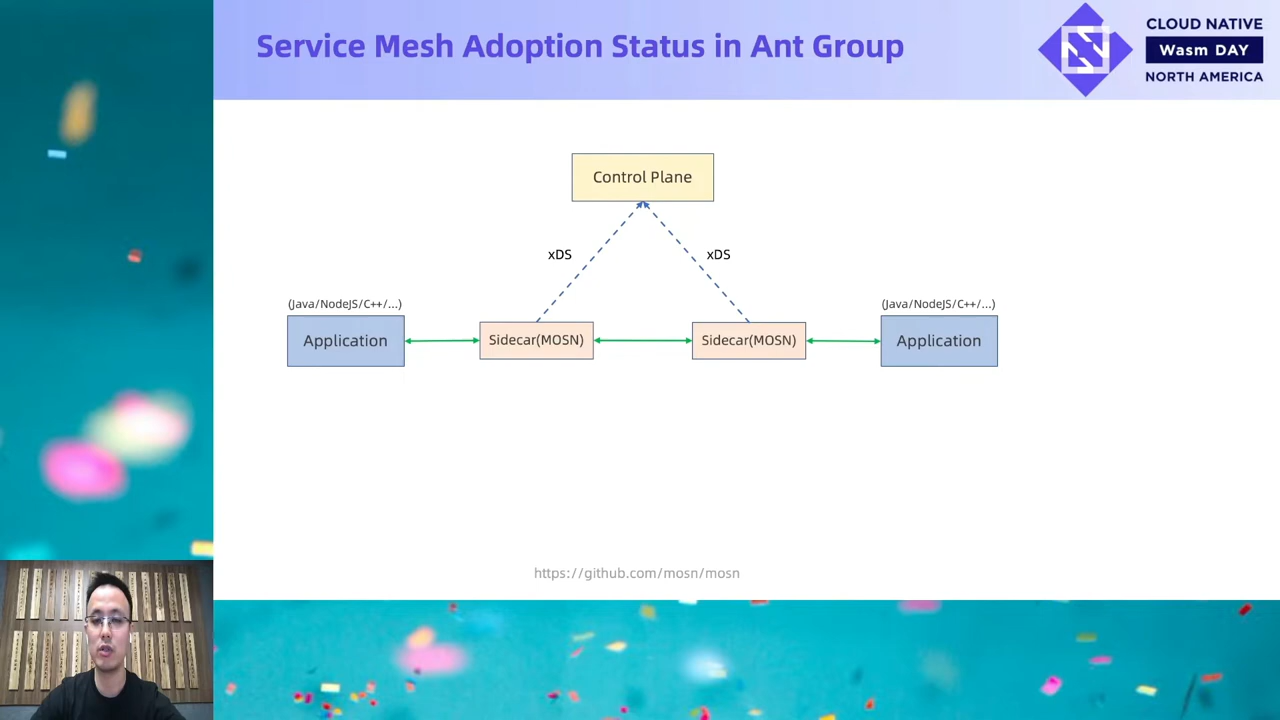 Service Mesh Adoption Status in Ant Group
CLOUD NATIVE
Wasm DAY
NORTH AMERICA
Control Plane
xDS
xDS
(Java/NodeJS/C++/...)
(Java/NodeJS/C++/...)
Application
Sidecar(MOSN)
Sidecar(MOSN)
Application
https://github.com/mosn/mosn